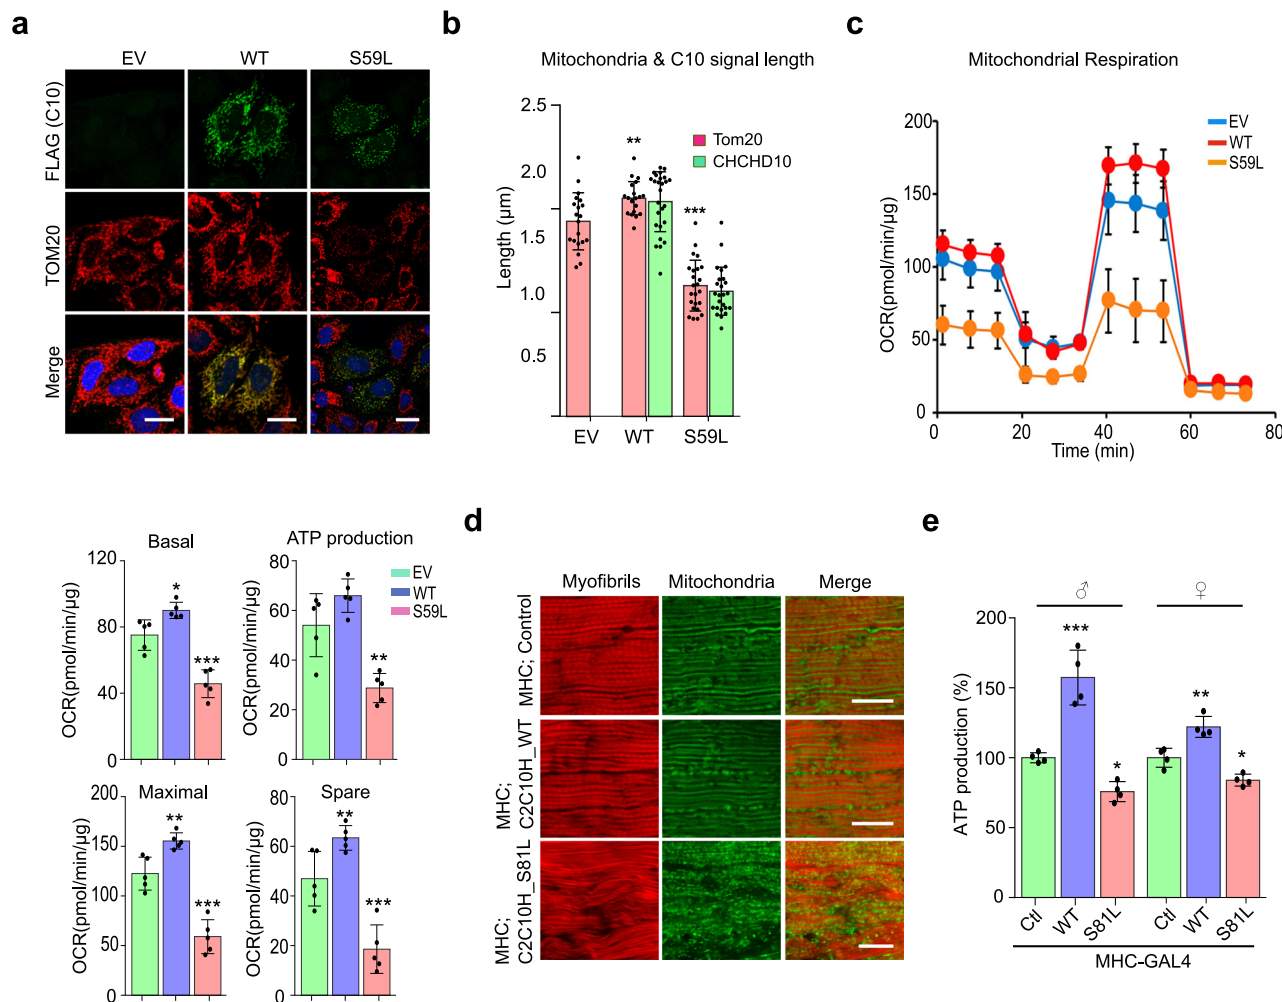 a
EV WT S59L
FLAG (C10)
TOM20
Merge
b
Mitochondria & C10 signal length
2.5
2.0
1.5
1.0
0.5
Length (µm)
**
***
Tom20
CHCHD10
EV WT S59L
c
Mitochondrial Respiration
200
150
100
50
0
OCR(pmol/min/µg)
EV
WT
S59L
0 20 40 60 80
Time (min)
Basal
120
80
40
0
OCR(pmol/min/µg)
*
***
ATP production
80
60
40
20
0
OCR(pmol/min/µg)
**
EV
WT
S59L
Maximal
200
150
100
50
0
OCR(pmol/min/µg)
**
***
Spare
80
60
40
20
0
OCR(pmol/min/µg)
**
***
d
Myofibrils Mitochondria Merge
MHC; Control
MHC;
C2C10H_WT
MHC;
C2C10H_S81L
e
♂ ♀
200
150
100
50
0
ATP production (%)
***
*
**
*
Ctl WT S81L Ctl WT S81L
MHC-GAL4